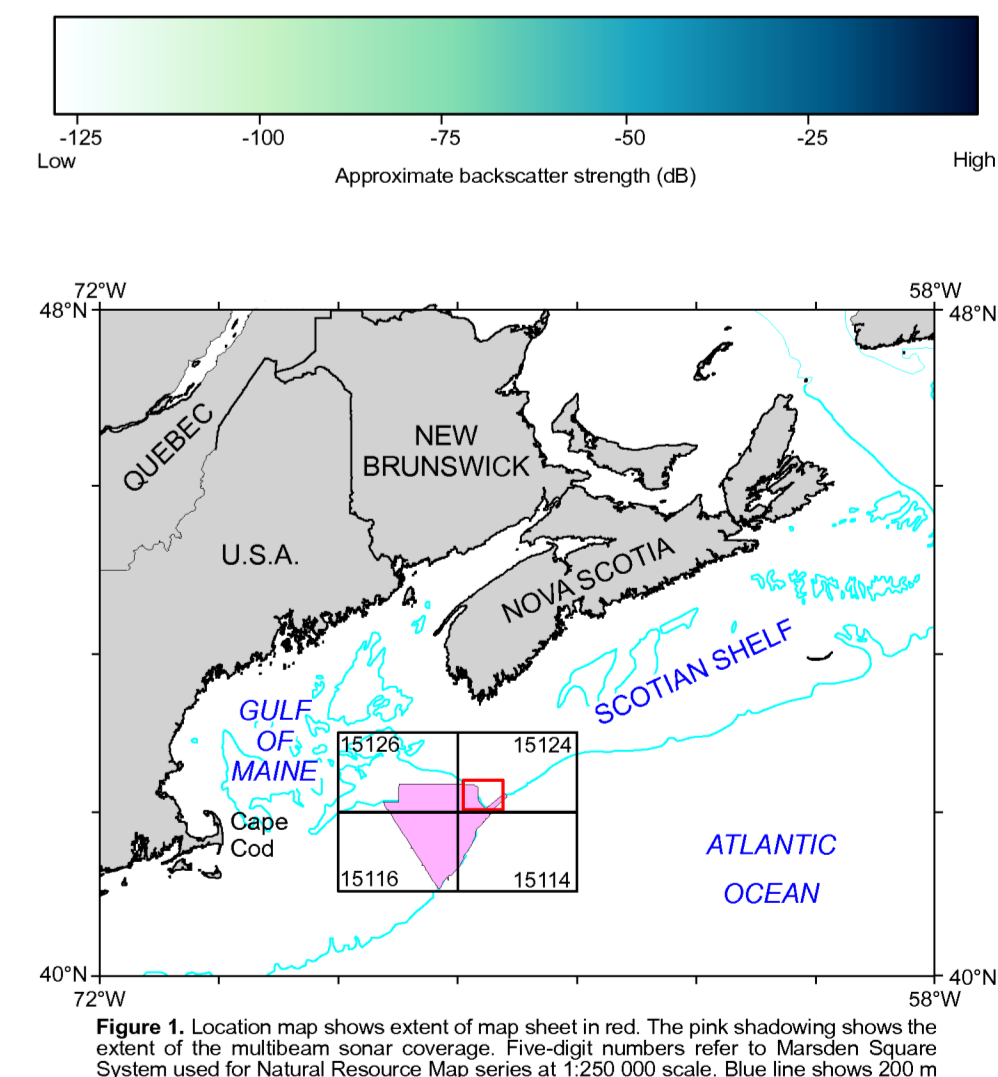 -125 -100 -75 -50 -25
Low High
Approximate backscatter strength (dB)
72°W 58°W
48°N 48°N
QUEBEC
NEW
BRUNSWICK
U.S.A.
NOVA SCOTIA
SCOTIAN SHELF
GULF
OF
MAINE
15126 15124
Cape
Cod
15116 15114
ATLANTIC
OCEAN
40°N 40°N
72°W 58°W
Figure 1. Location map shows extent of map sheet in red. The pink shadowing shows the
extent of the multibeam sonar coverage. Five-digit numbers refer to Marsden Square
System used for Natural Resource Map series at 1:250 000 scale. Blue line shows 200 m